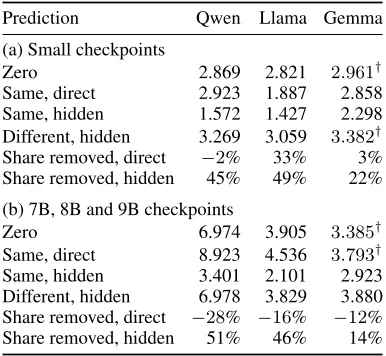 Prediction Qwen Llama Gemma
(a) Small checkpoints
Zero 2.869 2.821 2.961†
Same, direct 2.923 1.887 2.858
Same, hidden 1.572 1.427 2.298
Different, hidden 3.269 3.059 3.382†
Share removed, direct −2% 33% 3%
Share removed, hidden 45% 49% 22%
(b) 7B, 8B and 9B checkpoints
Zero 6.974 3.905 3.385†
Same, direct 8.923 4.536 3.793†
Same, hidden 3.401 2.101 2.923
Different, hidden 6.978 3.829 3.880
Share removed, direct −28% −16% −12%
Share removed, hidden 51% 46% 14%